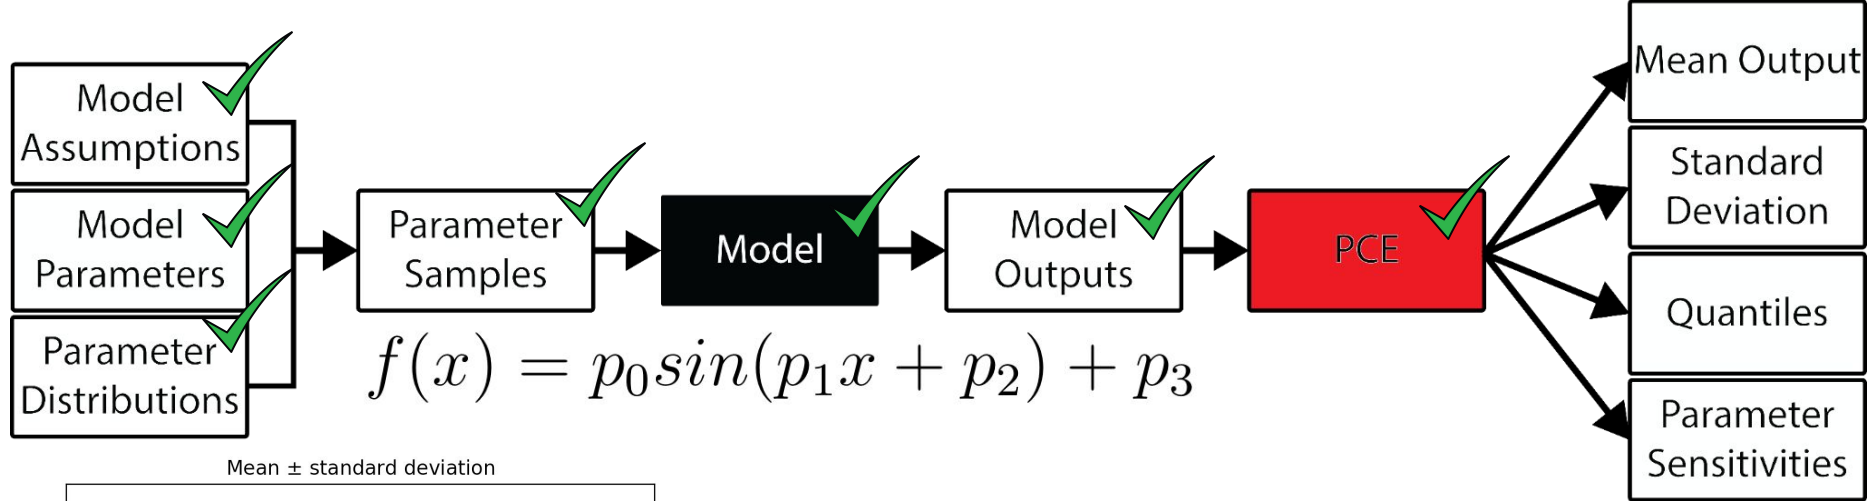 Model
Assumptions
Model
Parameters
Parameter
Distributions
Parameter
Samples
Model
Model
Outputs
PCE
Mean Output
Standard
Deviation
Quantiles
Parameter
Sensitivities
f(x) = p₀sin(p₁x + p₂) + p₃
Mean ± standard deviation